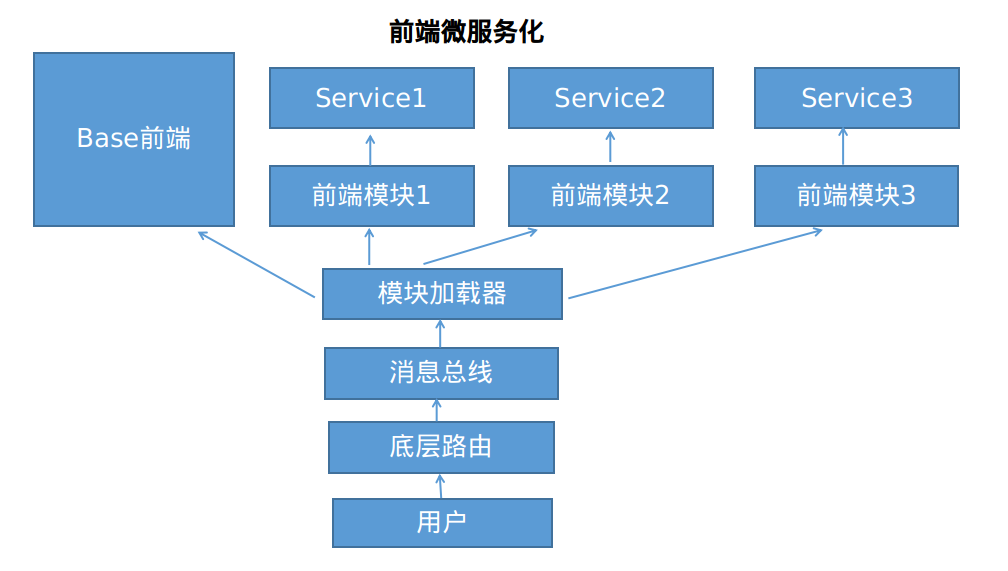 前端微服务化
Base前端
Service1
Service2
Service3
前端模块1
前端模块2
前端模块3
模块加载器
消息总线
底层路由
用户